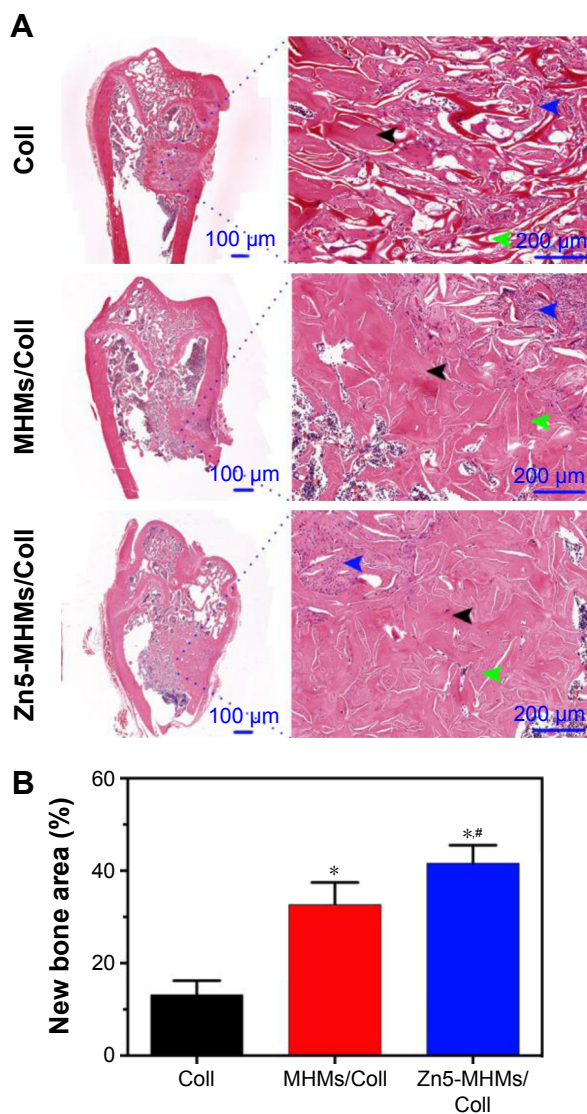 A
Coll
100 µm
200 µm
MHMs/Coll
100 µm
200 µm
Zn5-MHMs/Coll
100 µm
200 µm
B
New bone area (%)
60
40
20
0
*
*,#
Coll
MHMs/Coll
Zn5-MHMs/
Coll